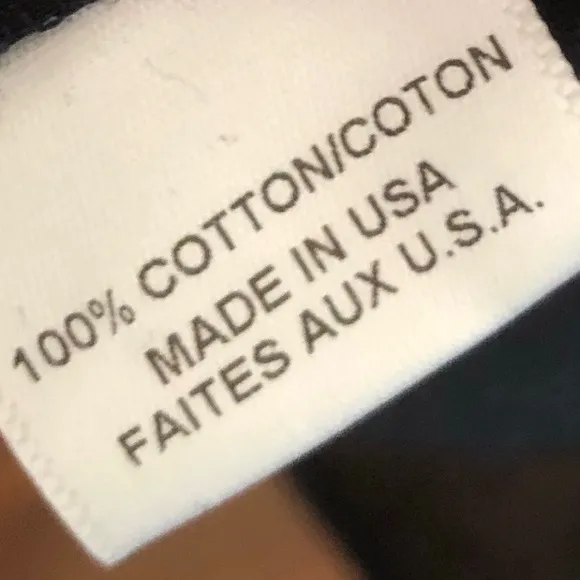 100% COTTON/COTON
MADE IN USA
FAITES AUX U.S.A.